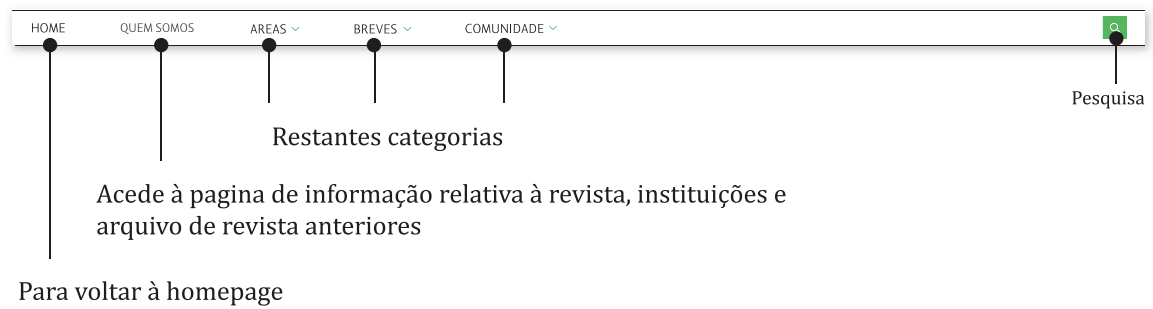 HOME QUEM SOMOS AREAS BREVES COMUNIDADE
Pesquisa
Restantes categorias
Acede à pagina de informação relativa à revista, instituições e
arquivo de revista anteriores
Para voltar à homepage